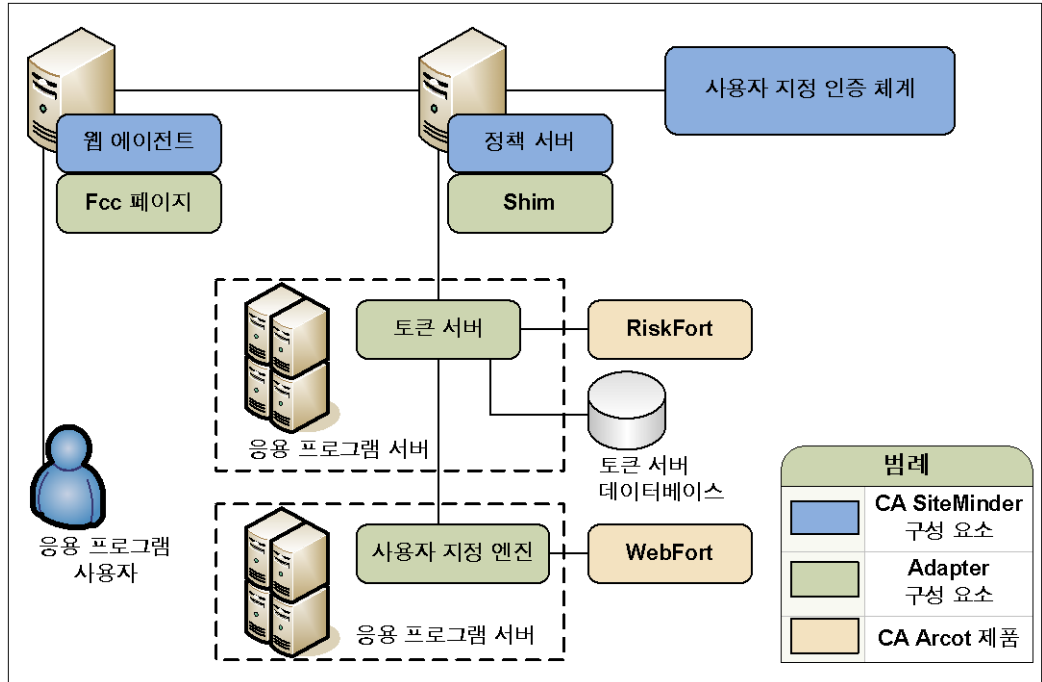 사용자 지정 인증 체계
웹 에이전트
정책 서버
Fcc 페이지
Shim
토큰 서버
RiskFort
응용 프로그램 서버
토큰 서버
데이터베이스
응용 프로그램
사용자
사용자 지정 엔진
WebFort
응용 프로그램 서버
범례
CA SiteMinder
구성 요소
Adapter
구성 요소
CA Arcot 제품